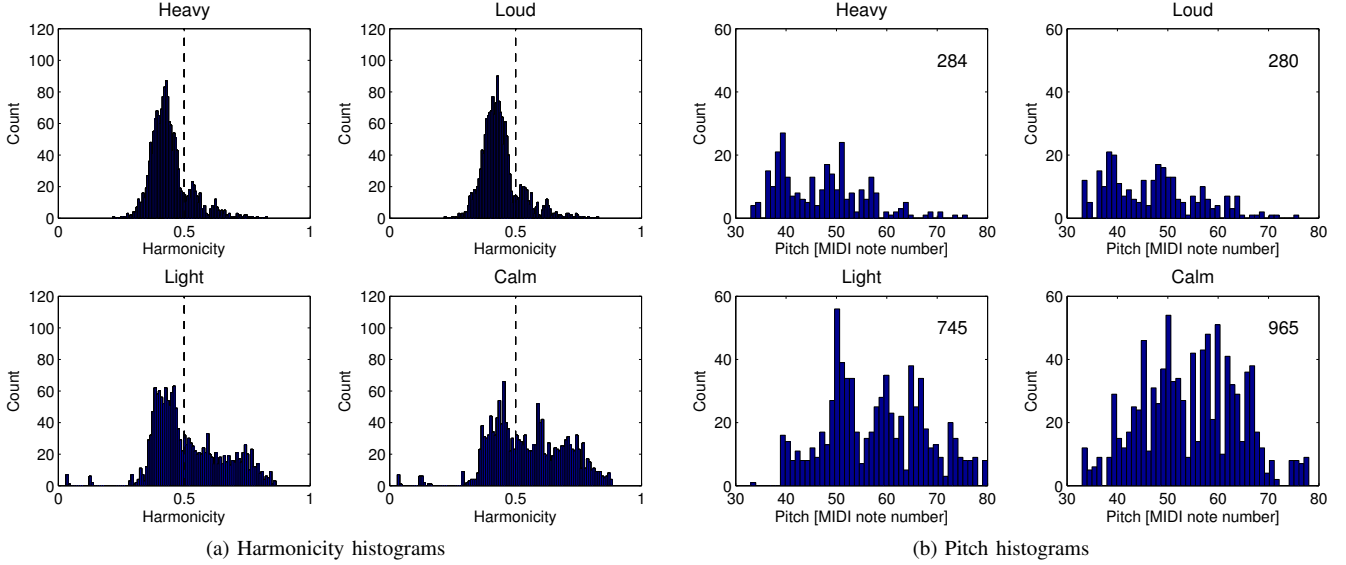 Heavy
120
100
80
60
40
20
0
Count
0 0.5 1
Harmonicity
Loud
120
100
80
60
40
20
0
Count
0 0.5 1
Harmonicity
Light
120
100
80
60
40
20
0
Count
0 0.5 1
Harmonicity
Calm
120
100
80
60
40
20
0
Count
0 0.5 1
Harmonicity
(a) Harmonicity histograms
Heavy
284
60
40
20
0
Count
30 40 50 60 70 80
Pitch [MIDI note number]
Loud
280
60
40
20
0
Count
30 40 50 60 70 80
Pitch [MIDI note number]
Light
745
60
40
20
0
Count
30 40 50 60 70 80
Pitch [MIDI note number]
Calm
965
60
40
20
0
Count
30 40 50 60 70 80
Pitch [MIDI note number]
(b) Pitch histograms